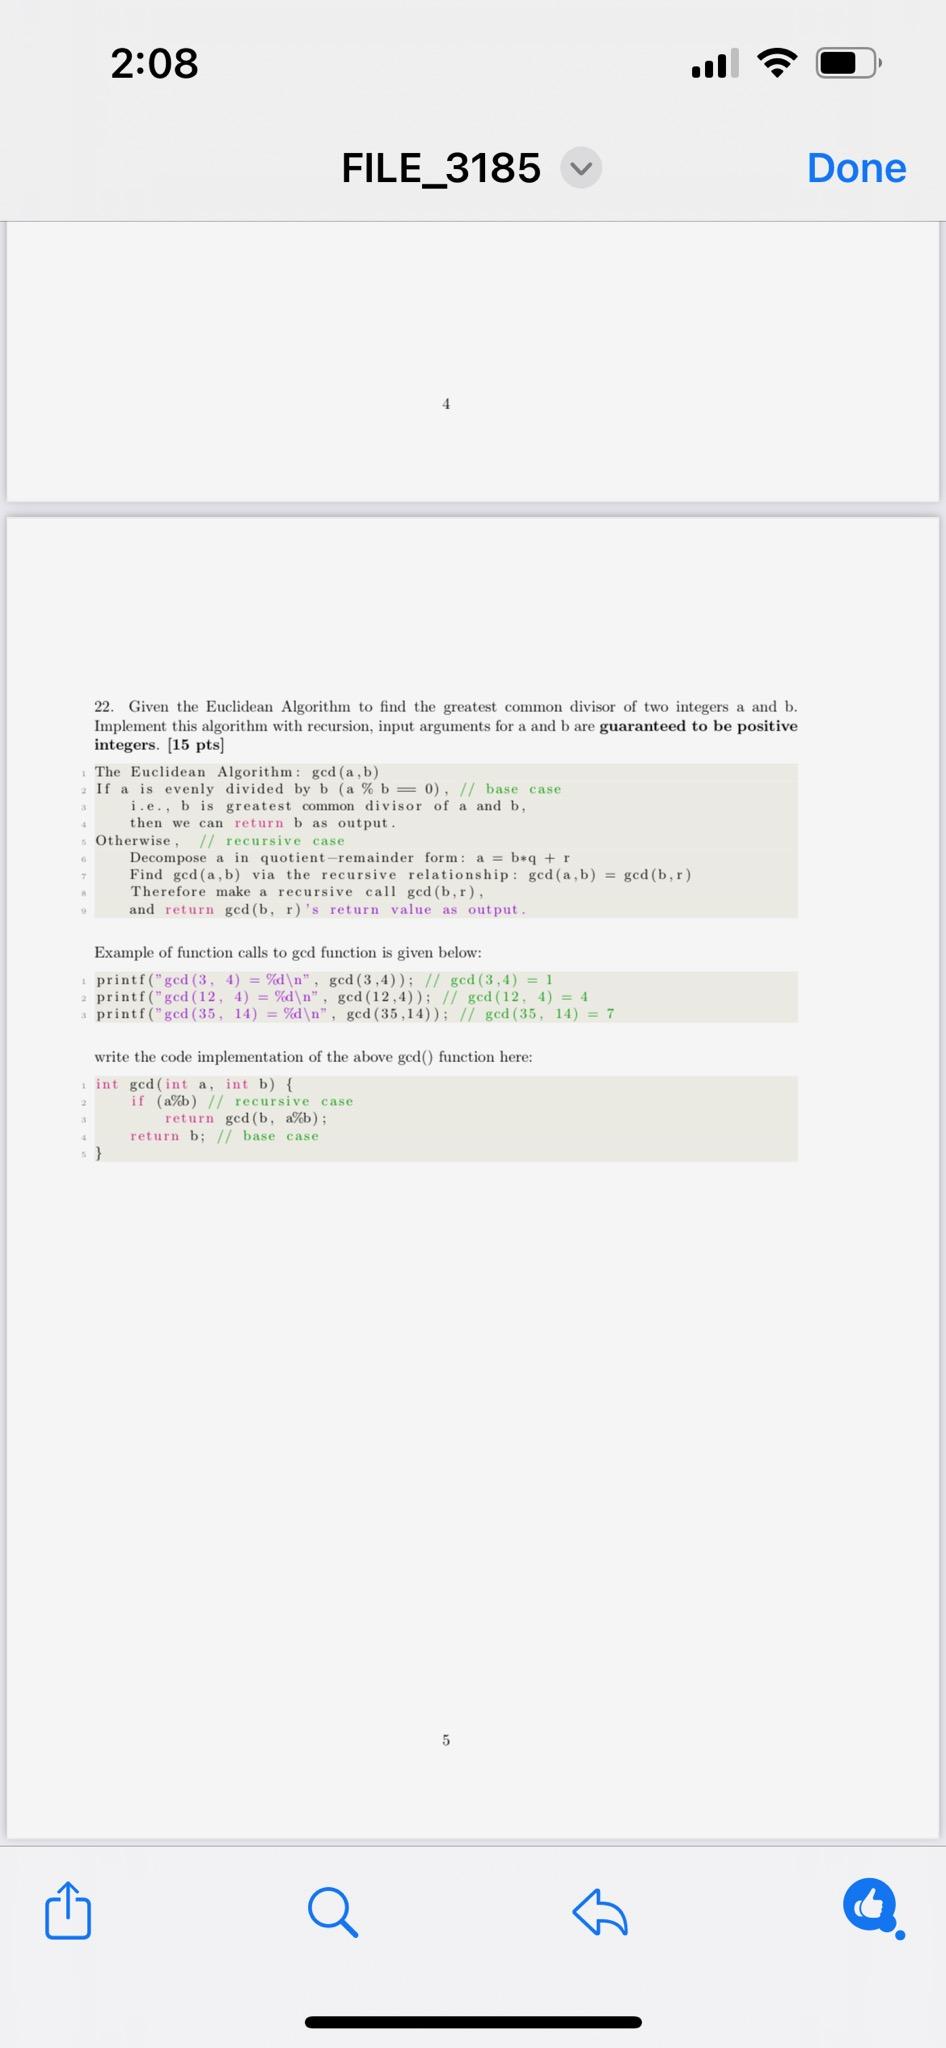 2:08
FILE_3185
Done
4
22. Given the Euclidean Algorithm to find the greatest common divisor of two integers a and b.
Implement this algorithm with recursion, input arguments for a and b are guaranteed to be positive
integers. [15 pts]
1 The Euclidean Algorithm: gcd(a,b)
2 If a is evenly divided by b (a % b == 0), // base case
3 i.e., b is greatest common divisor of a and b,
4 then we can return b as output.
5 Otherwise, // recursive case
6 Decompose a in quotient-remainder form: a = b*q + r
7 Find gcd(a,b) via the recursive relationship: gcd(a,b) = gcd(b,r)
8 Therefore make a recursive call gcd(b,r),
9 and return gcd(b, r)'s return value as output.
Example of function calls to gcd function is given below:
1 printf("gcd(3, 4) = %d\n", gcd(3,4)); // gcd(3,4) = 1
2 printf("gcd(12, 4) = %d\n", gcd(12,4)); // gcd(12, 4) = 4
3 printf("gcd(35, 14) = %d\n", gcd(35,14)); // gcd(35, 14) = 7
write the code implementation of the above gcd() function here:
1 int gcd(int a, int b) {
2 if (a%b) // recursive case
3 return gcd(b, a%b);
4 return b; // base case
5 }
5